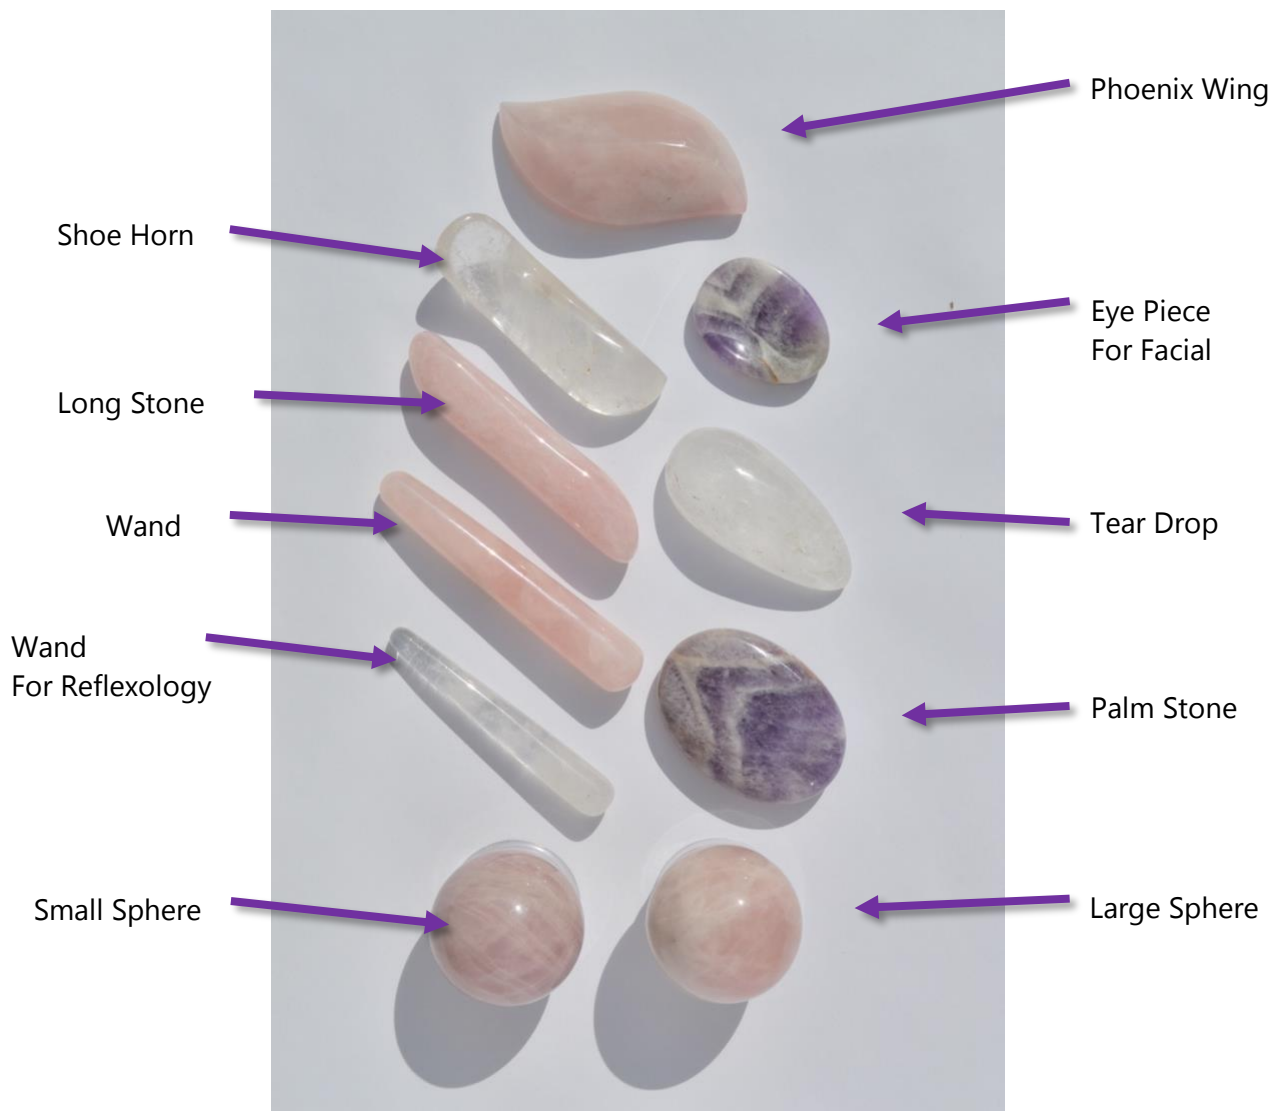 Phoenix Wing
Shoe Horn
Eye Piece
For Facial
Long Stone
Wand
Tear Drop
Wand
For Reflexology
Palm Stone
Small Sphere
Large Sphere